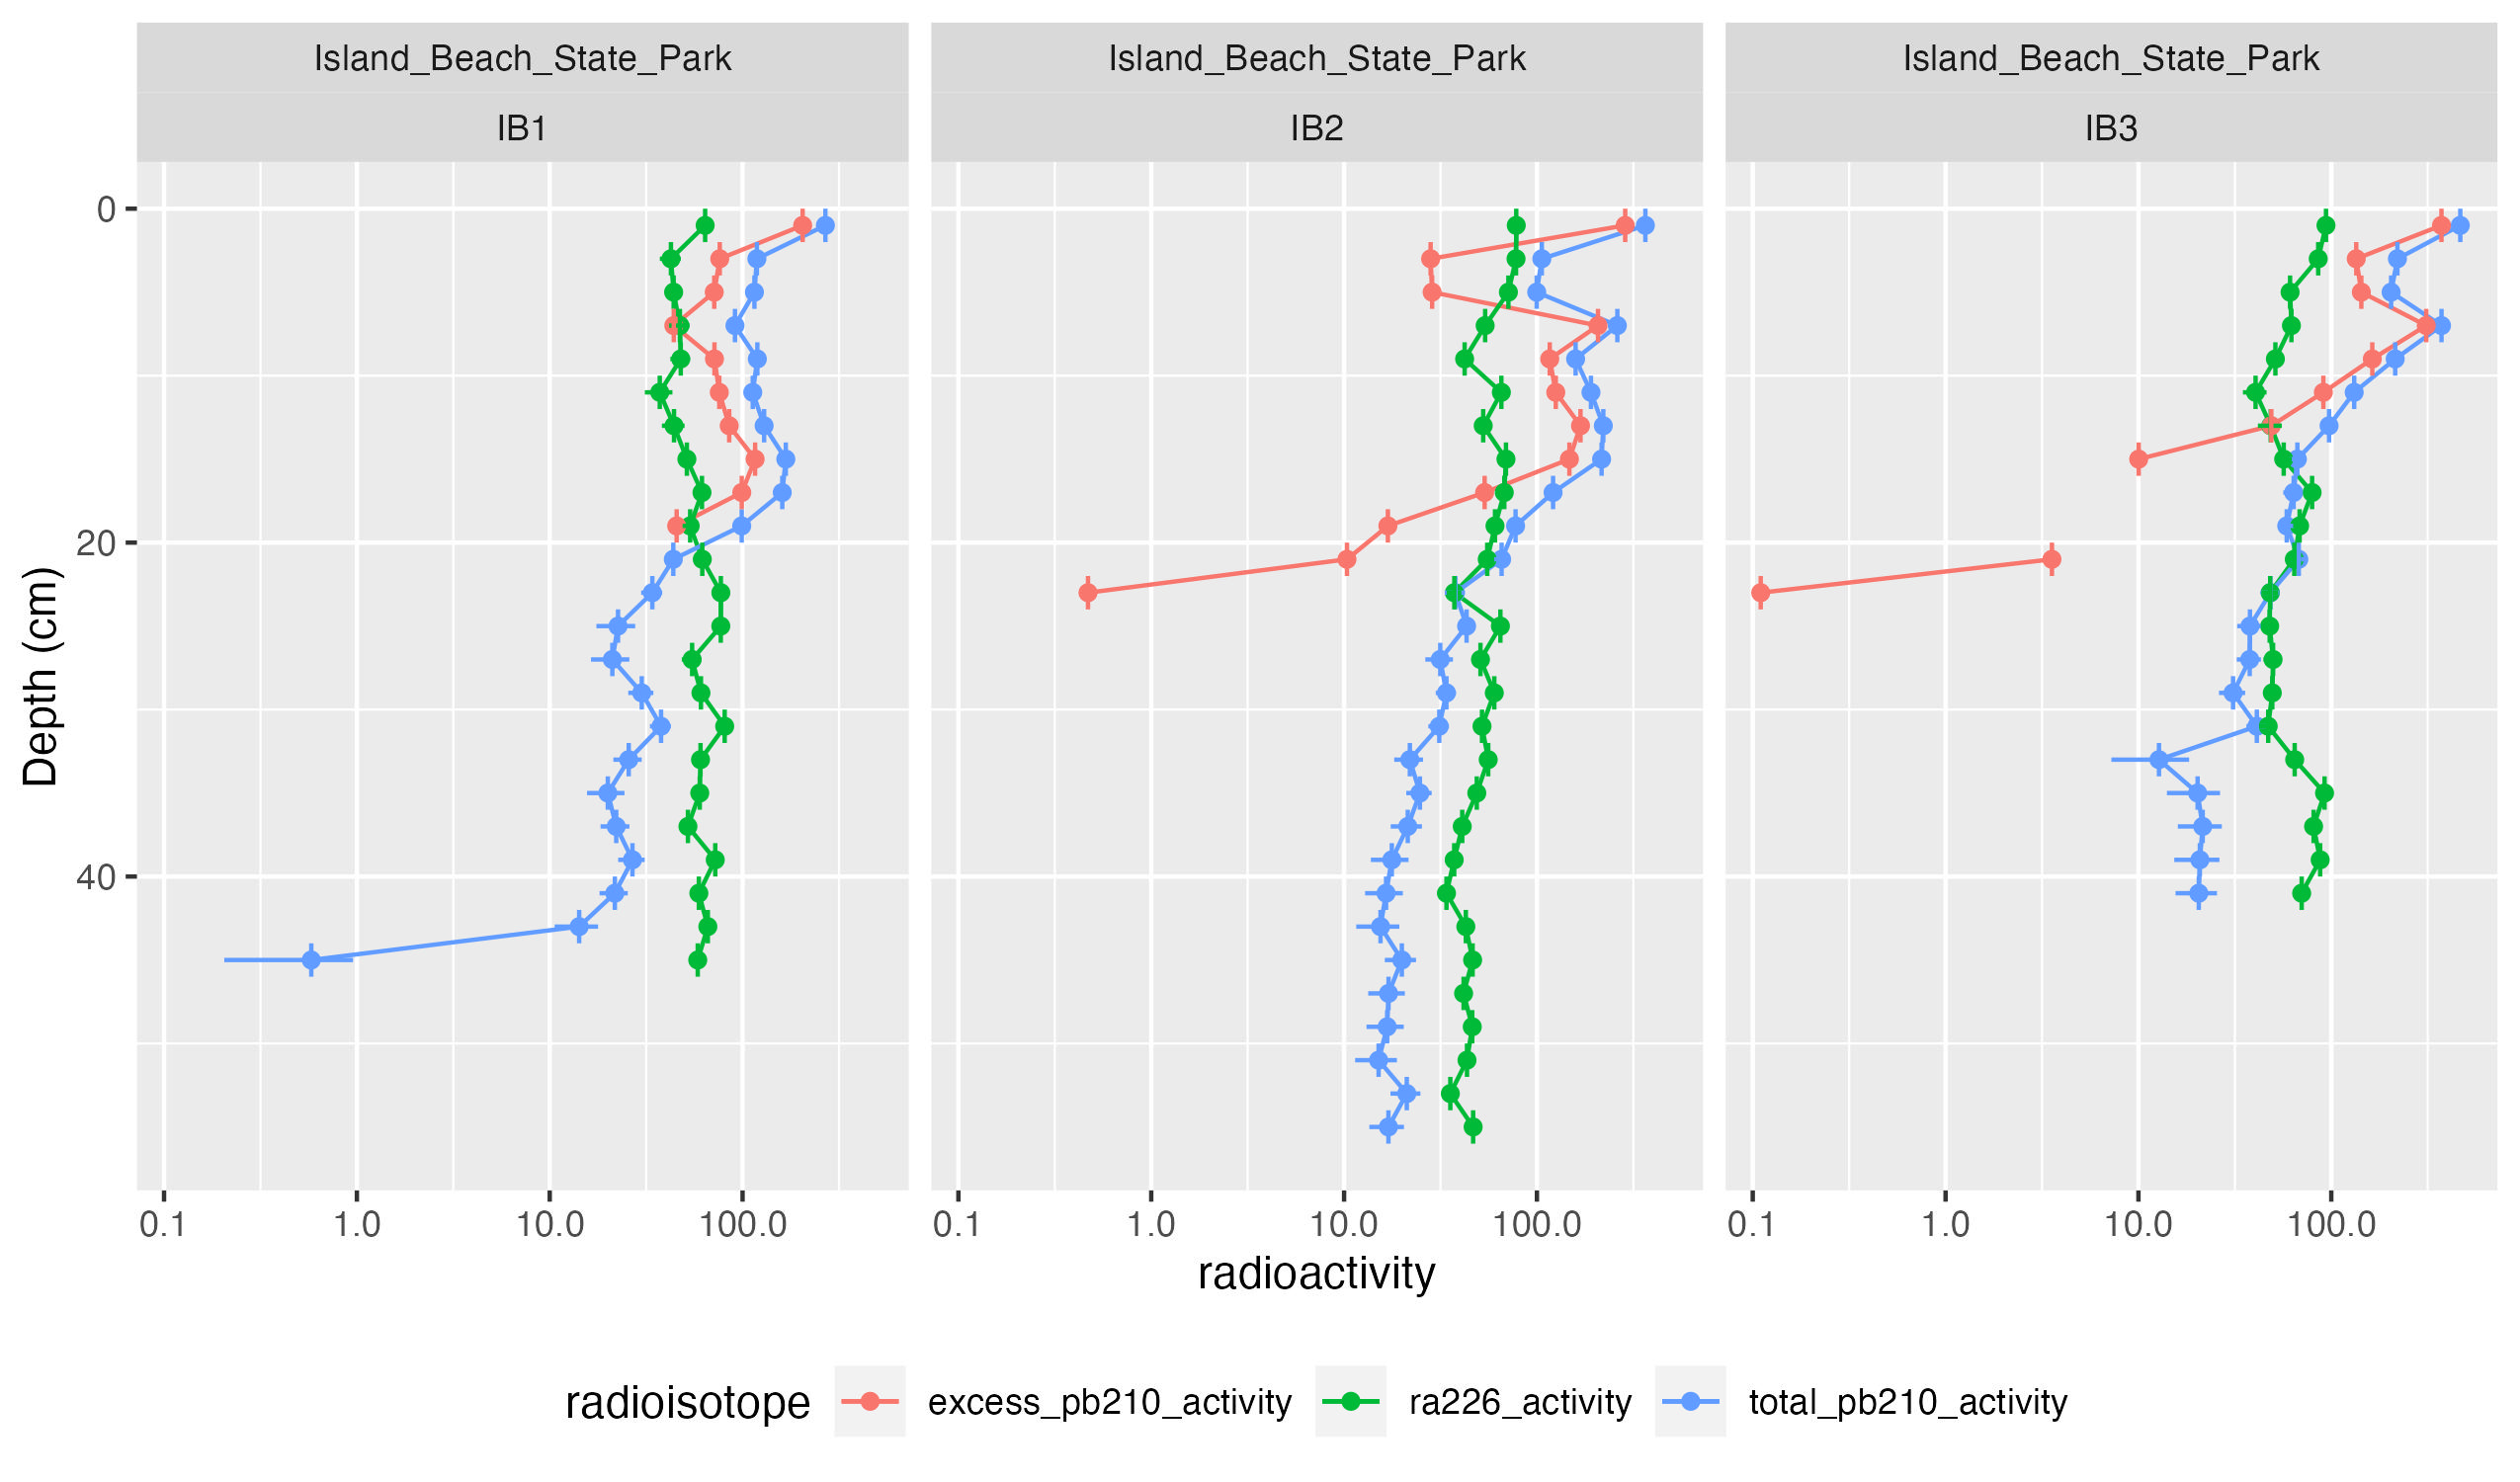 Island_Beach_State_Park Island_Beach_State_Park Island_Beach_State_Park
IB1 IB2 IB3
0
20
40
Depth (cm)
0.1 1.0 10.0 100.0 0.1 1.0 10.0 100.0 0.1 1.0 10.0 100.0
radioactivity
radioisotope excess_pb210_activity ra226_activity total_pb210_activity